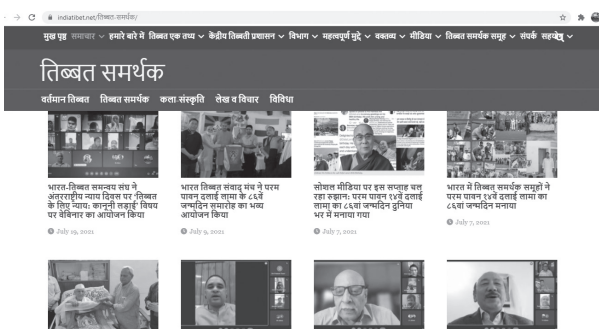 indiatibet.net/तिब्बत-समर्थक/
मुख पृष्ठ समाचार हमारे बारे में तिब्बत एक तथ्य केंद्रीय तिब्बती प्रशासन विभाग महत्वपूर्ण मुद्दे वक्तव्य मीडिया तिब्बत समर्थक समूह संपर्क
तिब्बत समर्थक
वर्तमान तिब्बत तिब्बत समर्थक कला-संस्कृति लेख व विचार विविधा
भारत-तिब्बत समन्वय संघ ने
अंतरराष्ट्रीय न्याय दिवस पर 'तिब्बत
के लिए न्याय: कानूनी लड़ाई' विषय
पर वेबिनार का आयोजन किया
July 19, 2021
भारत तिब्बत संवाद मंच ने परम
पावन दलाई लामा के ८६वें
जन्मदिन समारोह का भव्य
आयोजन किया
July 9, 2021
सोशल मीडिया पर इस सप्ताह चल
रहा रुझान: परम पावन १४वें दलाई
लामा का ८६वां जन्मदिन दुनिया
भर में मनाया गया
July 7, 2021
भारत में तिब्बत समर्थक समूहों ने
परम पावन १४वें दलाई लामा का
८६वां जन्मदिन मनाया
July 7, 2021